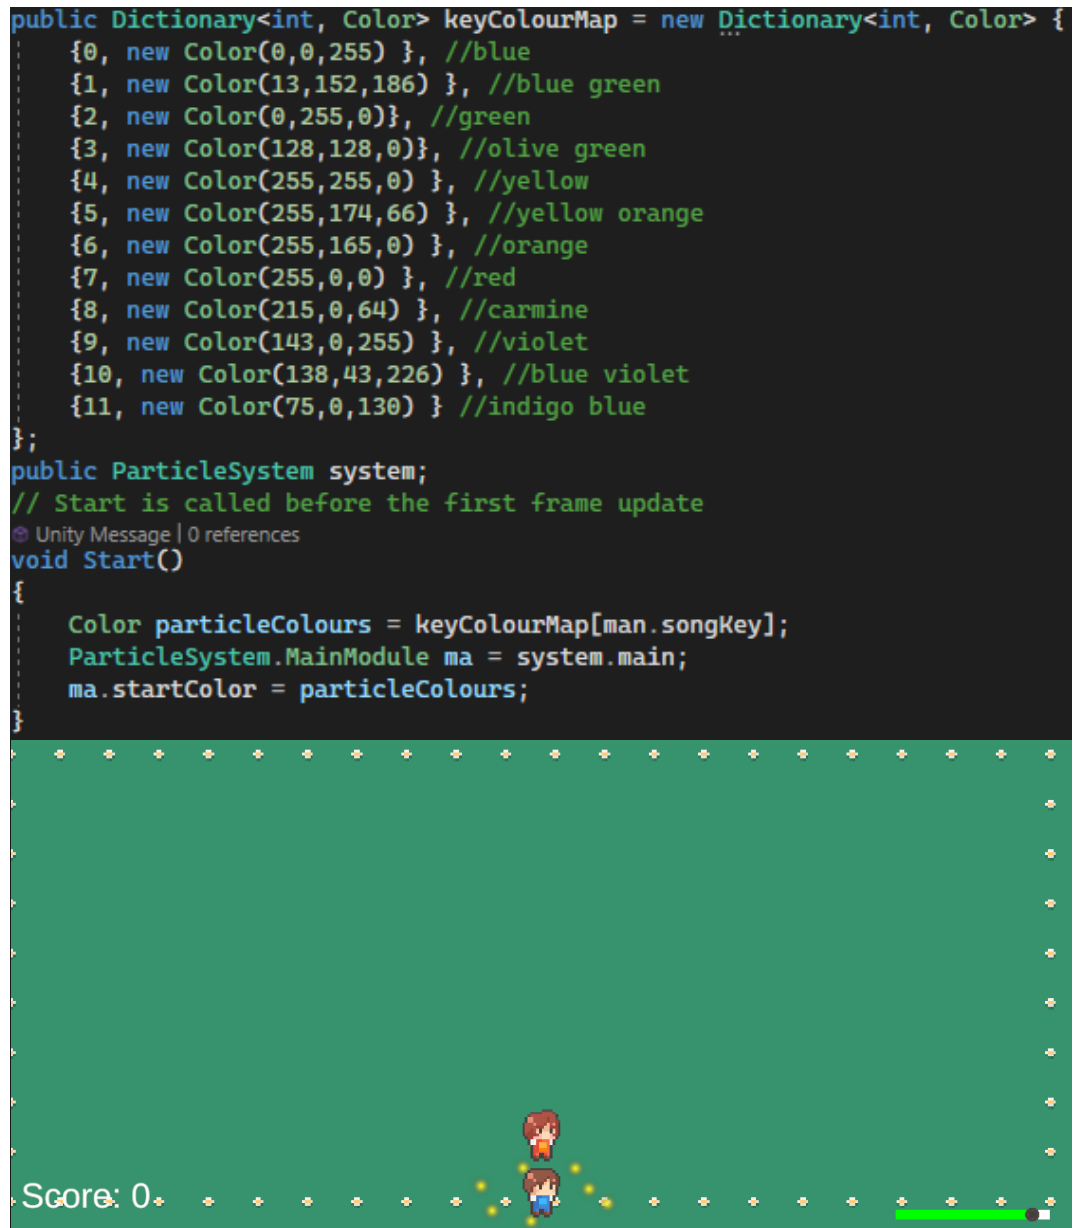 public Dictionary<int, Color> keyColourMap = new Dictionary<int, Color> {
{0, new Color(0,0,255) }, //blue
{1, new Color(13,152,186) }, //blue green
{2, new Color(0,255,0)}, //green
{3, new Color(128,128,0)}, //olive green
{4, new Color(255,255,0) }, //yellow
{5, new Color(255,174,66) }, //yellow orange
{6, new Color(255,165,0) }, //orange
{7, new Color(255,0,0) }, //red
{8, new Color(215,0,64) }, //carmine
{9, new Color(143,0,255) }, //violet
{10, new Color(138,43,226) }, //blue violet
{11, new Color(75,0,130) } //indigo blue
};
public ParticleSystem system;
// Start is called before the first frame update
Unity Message | 0 references
void Start()
{
Color particleColours = keyColourMap[man.songKey];
ParticleSystem.MainModule ma = system.main;
ma.startColor = particleColours;
}
Score: 0